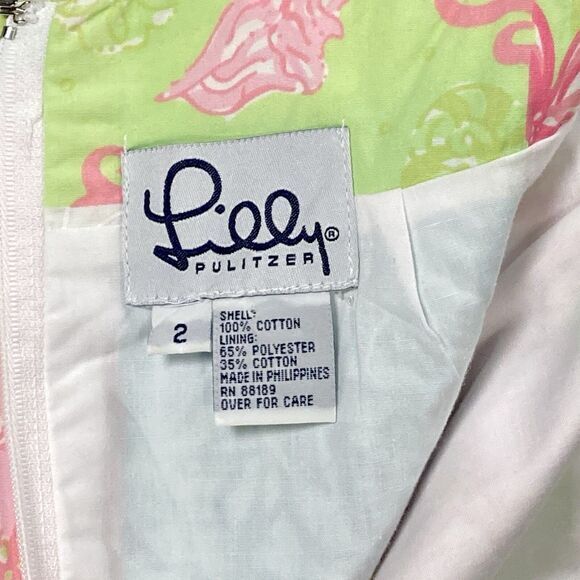 Lilly®
PULITZER
2
SHELL:
100% COTTON
LINING:
65% POLYESTER
35% COTTON
MADE IN PHILIPPINES
RN 88189
OVER FOR CARE